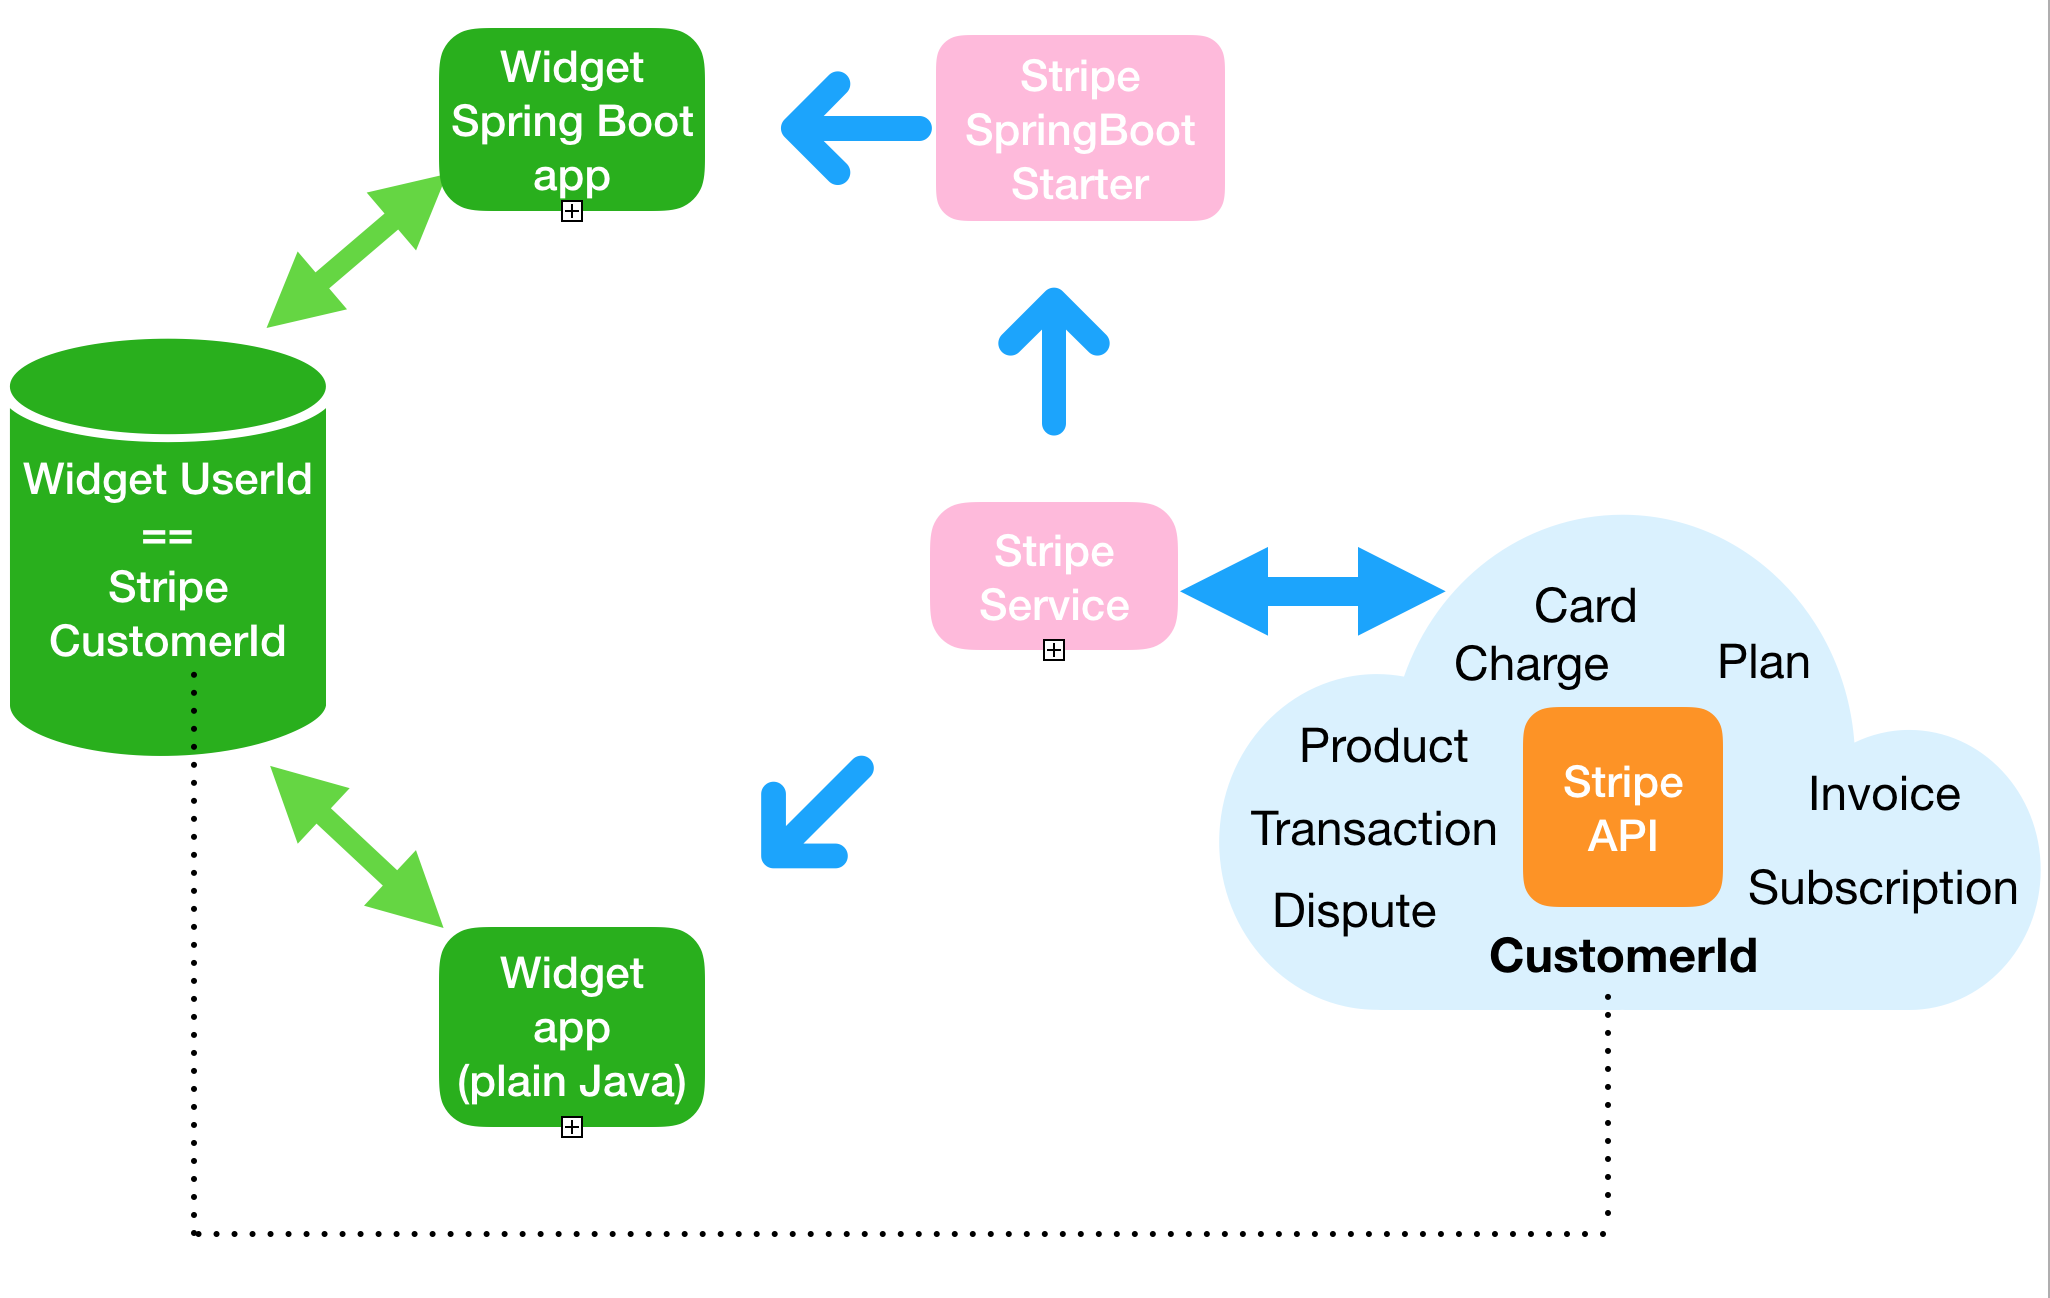 Widget
Spring Boot
app
Stripe
SpringBoot
Starter
Widget UserId
==
Stripe
CustomerId
Stripe
Service
Card
Charge
Plan
Product
Transaction
Dispute
Stripe
API
Invoice
Subscription
CustomerId
Widget
app
(plain Java)